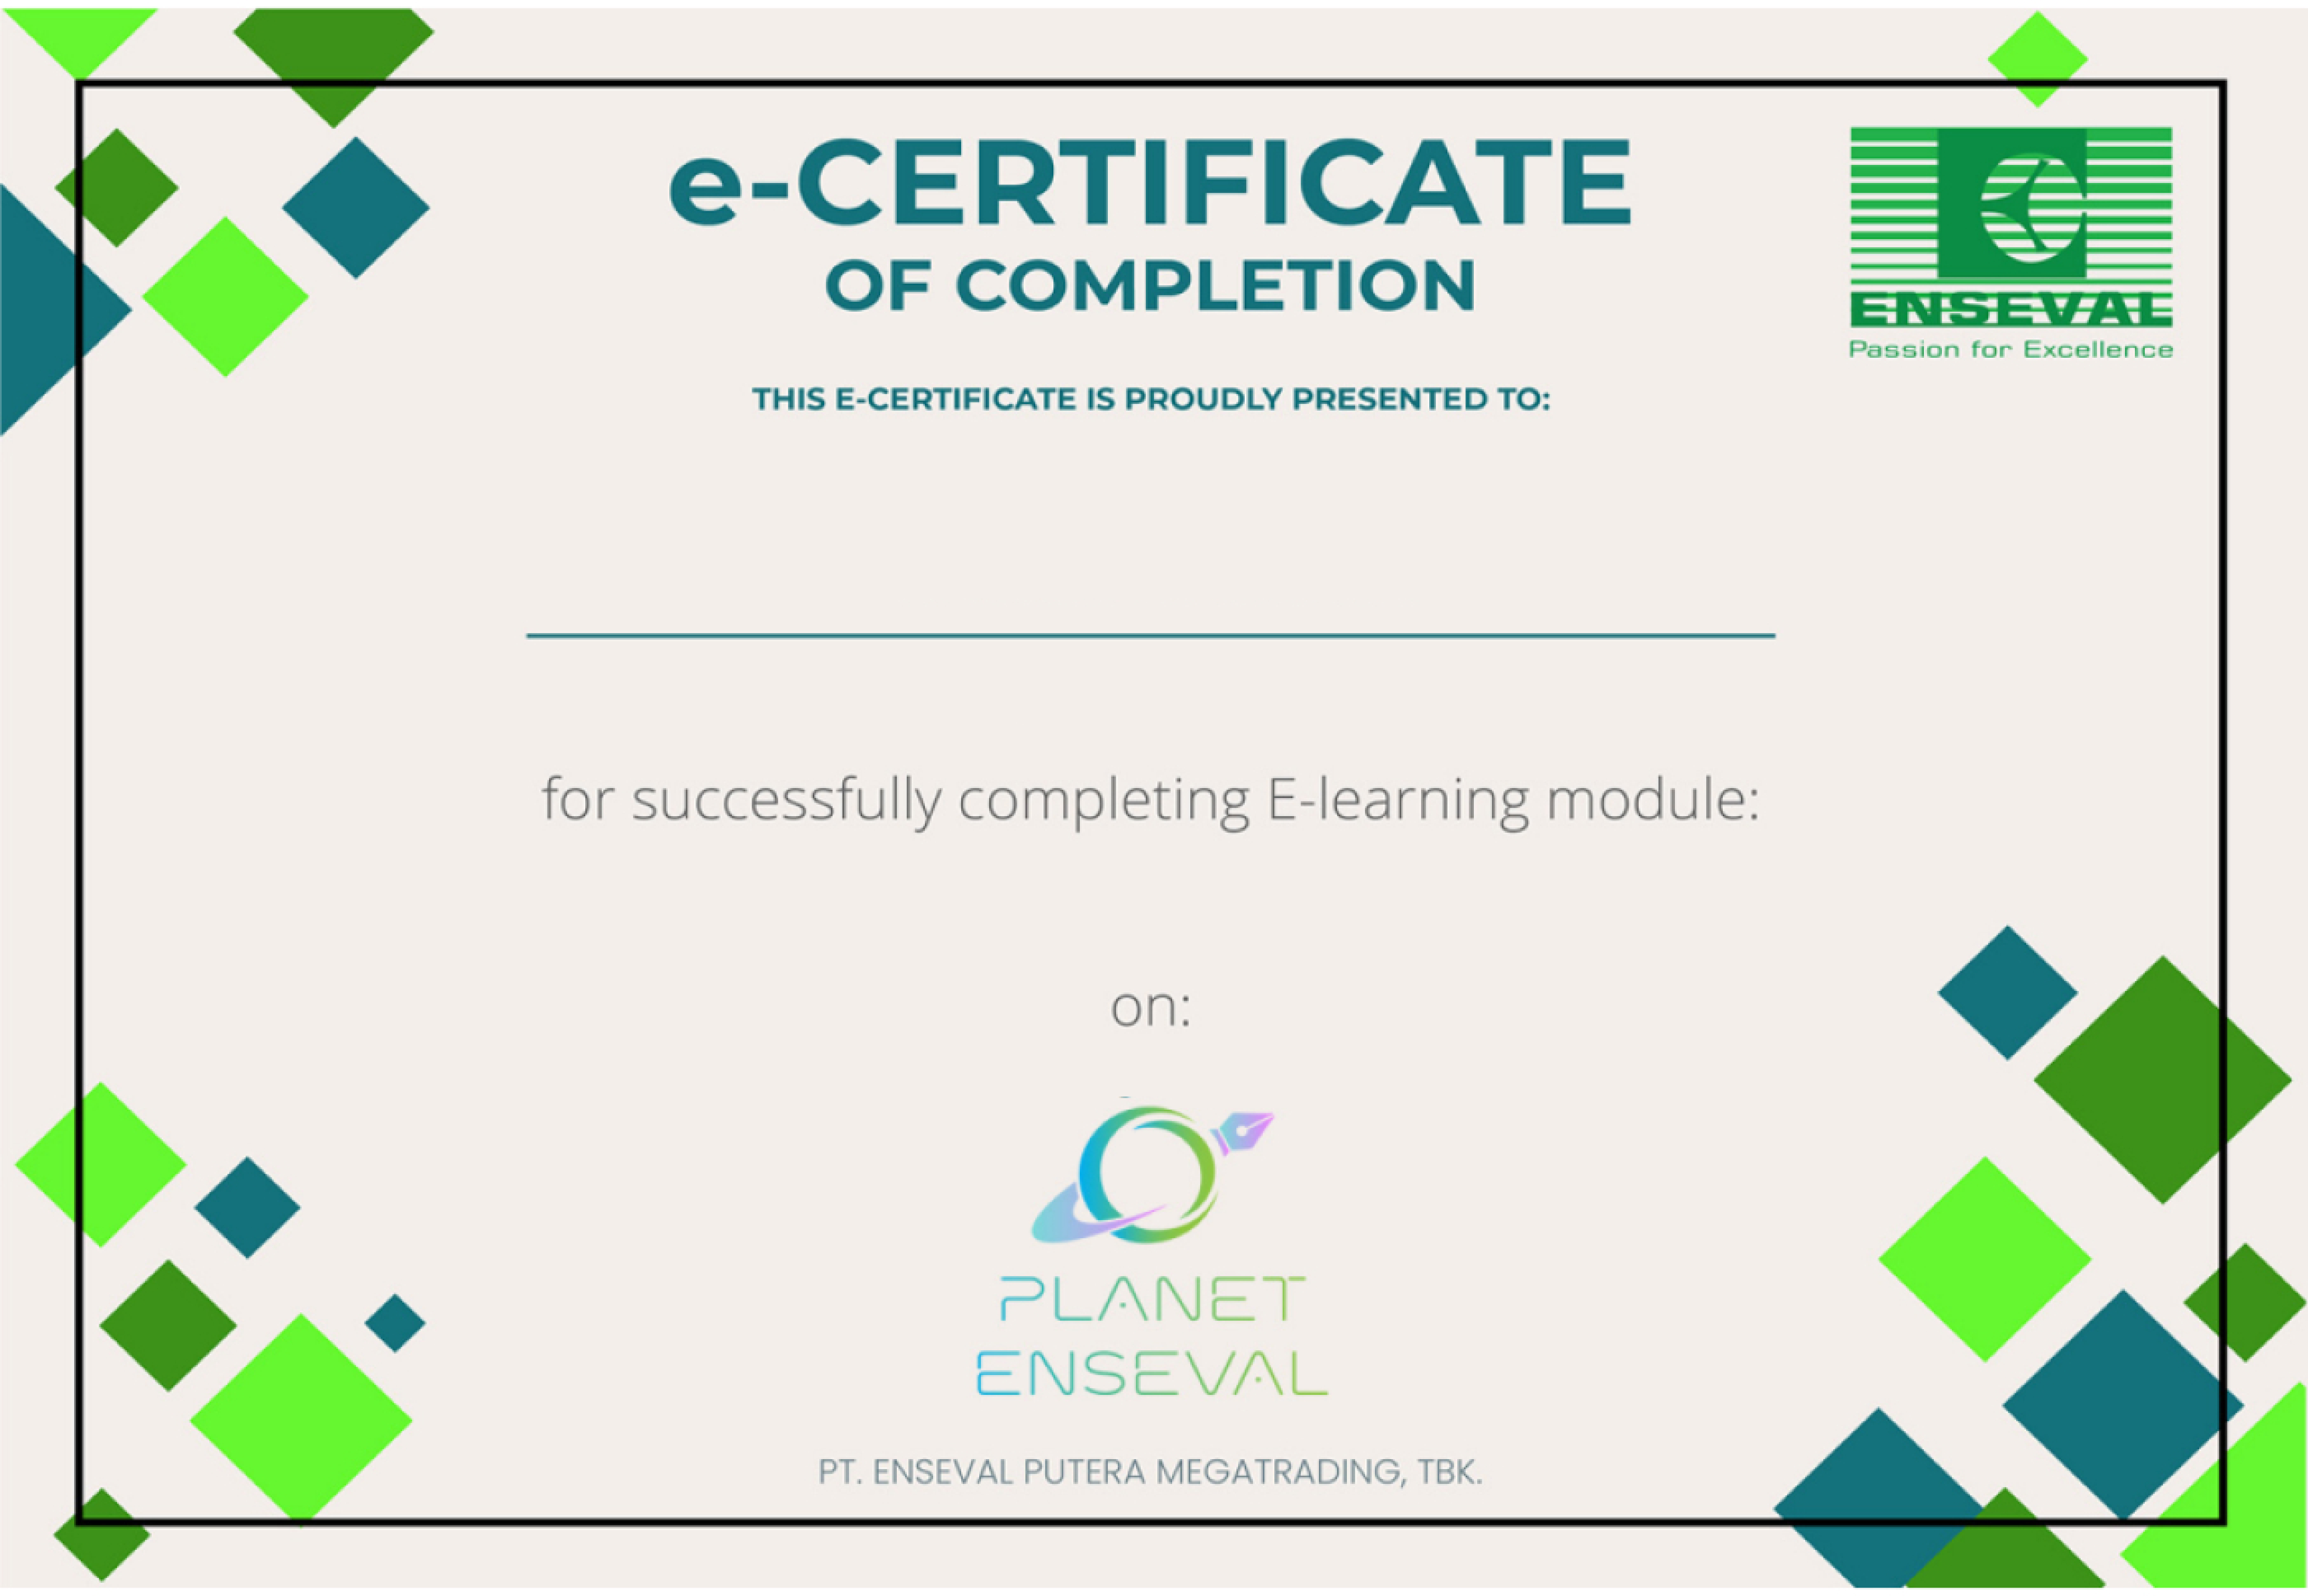 e-CERTIFICATE
OF COMPLETION
ENSEVAL
Passion for Excellence
THIS E-CERTIFICATE IS PROUDLY PRESENTED TO:
for successfully completing E-learning module:
on:
PLANET
ENSEVAL
PT. ENSEVAL PUTERA MEGATRADING, TBK.